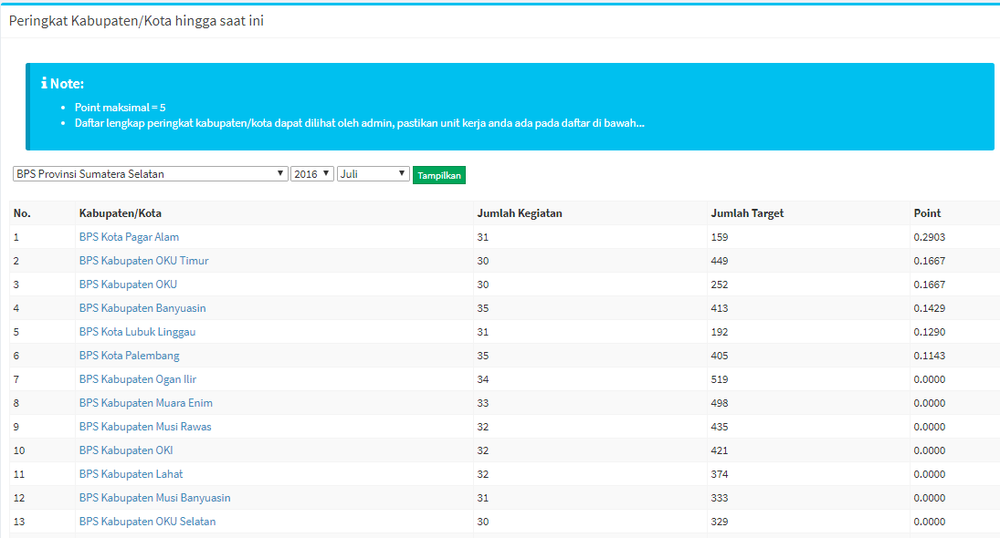 Peringkat Kabupaten/Kota hingga saat ini
Note:
Point maksimal = 5
Daftar lengkap peringkat kabupaten/kota dapat dilihat oleh admin, pastikan unit kerja anda ada pada daftar di bawah...
BPS Provinsi Sumatera Selatan 2016 Juli Tampilkan
No. Kabupaten/Kota Jumlah Kegiatan Jumlah Target Point
1 BPS Kota Pagar Alam 31 159 0.2903
2 BPS Kabupaten OKU Timur 30 449 0.1667
3 BPS Kabupaten OKU 30 252 0.1667
4 BPS Kabupaten Banyuasin 35 413 0.1429
5 BPS Kota Lubuk Linggau 31 192 0.1290
6 BPS Kota Palembang 35 405 0.1143
7 BPS Kabupaten Ogan Ilir 34 519 0.0000
8 BPS Kabupaten Muara Enim 33 498 0.0000
9 BPS Kabupaten Musi Rawas 32 435 0.0000
10 BPS Kabupaten OKI 32 421 0.0000
11 BPS Kabupaten Lahat 32 374 0.0000
12 BPS Kabupaten Musi Banyuasin 31 333 0.0000
13 BPS Kabupaten OKU Selatan 30 329 0.0000